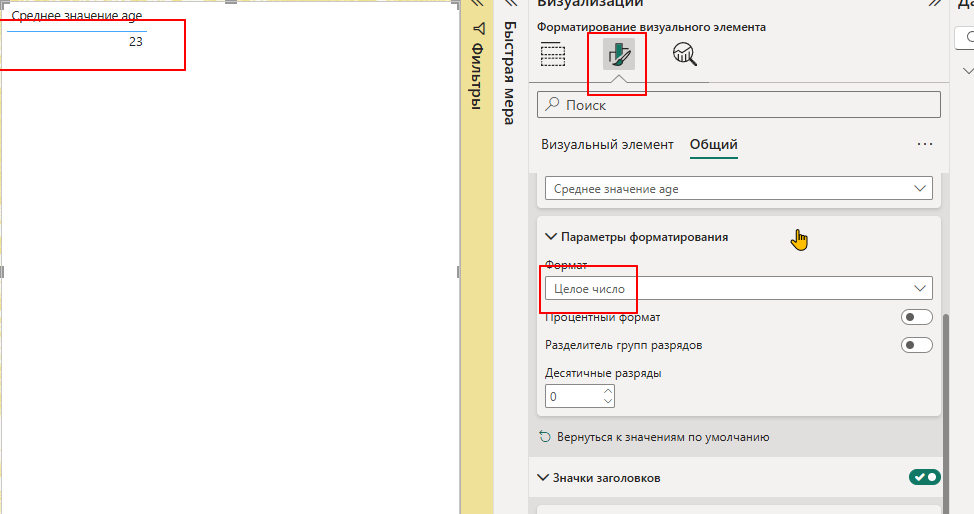 Среднее значение age
23
Фильтры
Быстрая мера
Визуализации
Форматирование визуального элемента
Поиск
Визуальный элемент
Общий
...
Среднее значение age
Параметры форматирования
Формат
Целое число
Процентный формат
Разделитель групп разрядов
Десятичные разряды
0
Вернуться к значениям по умолчанию
Значки заголовков